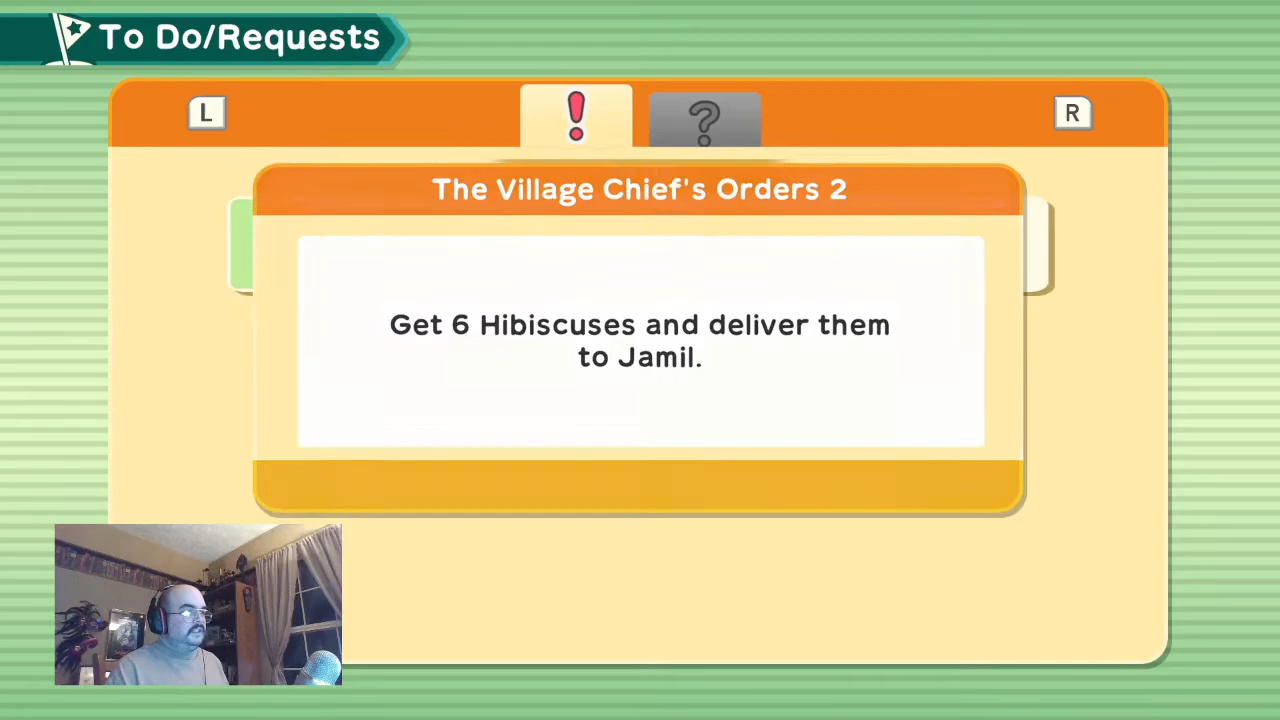 To Do/Requests
L
!
?
R
The Village Chief's Orders 2
Get 6 Hibiscuses and deliver them
to Jamil.